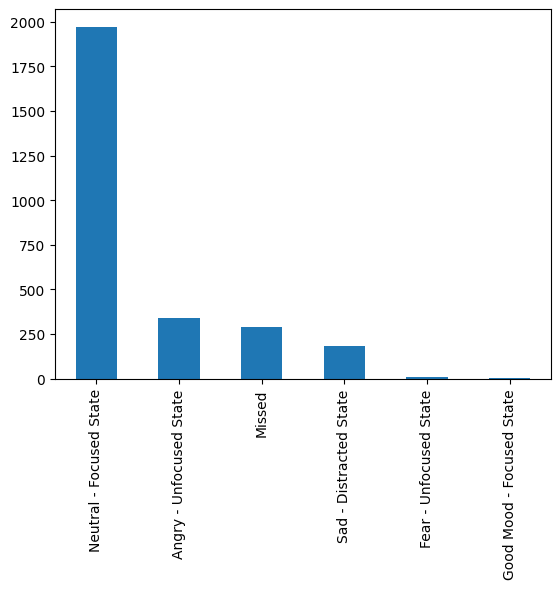 2000
1750
1500
1250
1000
750
500
250
0
Neutral - Focused State
Angry - Unfocused State
Missed
Sad - Distracted State
Fear - Unfocused State
Good Mood - Focused State